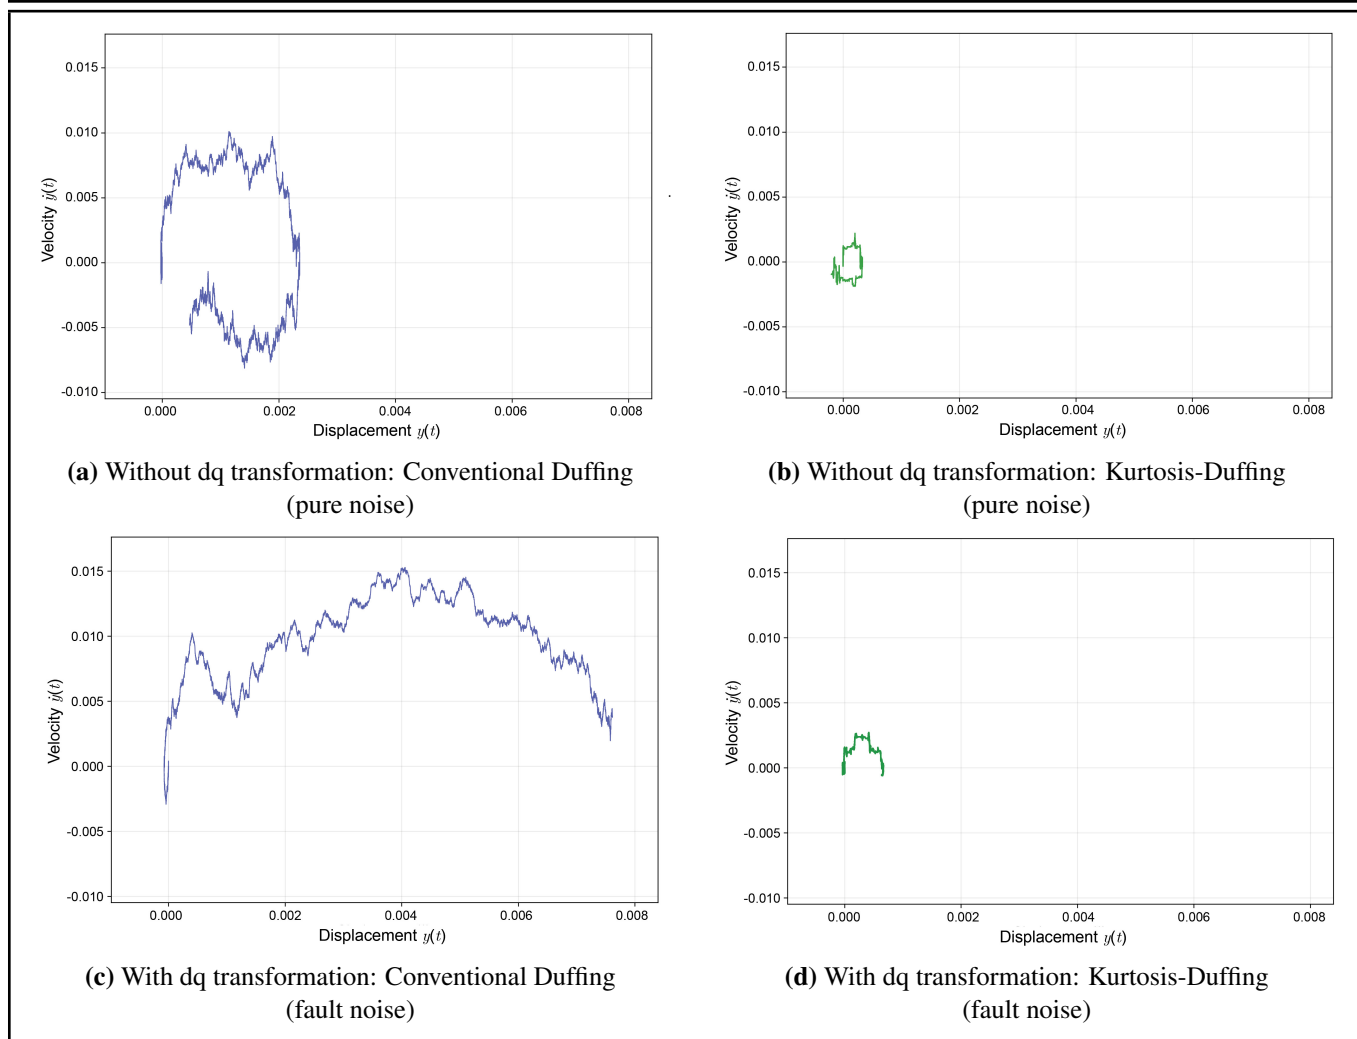 0.015
0.010
0.005
0.000
-0.005
-0.010
Velocity ẏ(t)
0.000 0.002 0.004 0.006 0.008
Displacement y(t)
(a) Without dq transformation: Conventional Duffing
(pure noise)
0.015
0.010
0.005
0.000
-0.005
-0.010
Velocity ẏ(t)
0.000 0.002 0.004 0.006 0.008
Displacement y(t)
(b) Without dq transformation: Kurtosis-Duffing
(pure noise)
0.015
0.010
0.005
0.000
-0.005
-0.010
Velocity ẏ(t)
0.000 0.002 0.004 0.006 0.008
Displacement y(t)
(c) With dq transformation: Conventional Duffing
(fault noise)
0.015
0.010
0.005
0.000
-0.005
-0.010
Velocity ẏ(t)
0.000 0.002 0.004 0.006 0.008
Displacement y(t)
(d) With dq transformation: Kurtosis-Duffing
(fault noise)